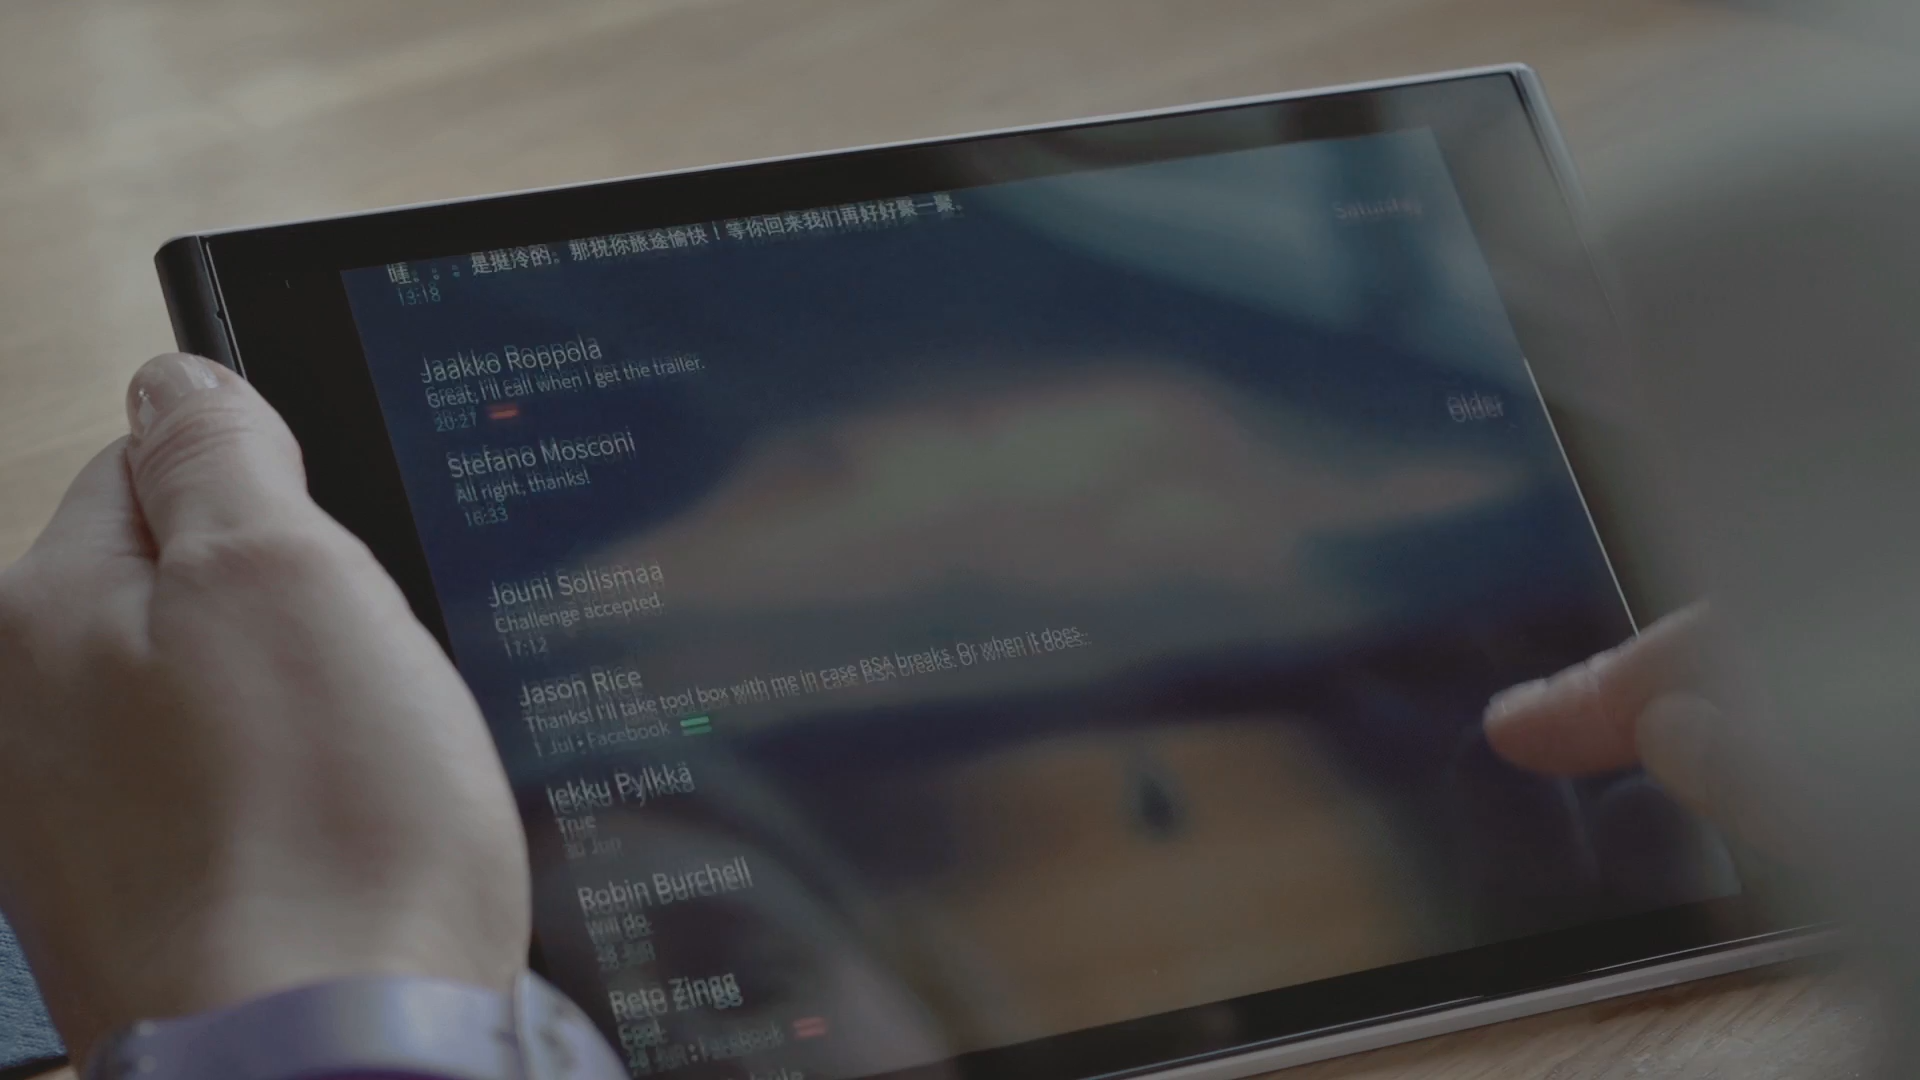 哇。。。是挺冷的。那祝你旅途愉快！等你回来我们再好好聚一聚。
13:18
Saturday
Jaakko Roppola
Great, I'll call when I get the trailer.
20:27
Older
Stefano Mosconi
All right, thanks!
16:33
Jouni Solismaa
Challenge accepted.
17:12
Jason Rice
Thanks! I'll take tool box with me in case BSA breaks. Or when it does...
1 Jul • Facebook
Iekku Pylkkä
True
30 Jun
Robin Burchell
Will do.
Reto Zingg
Cool
Jun • Facebook